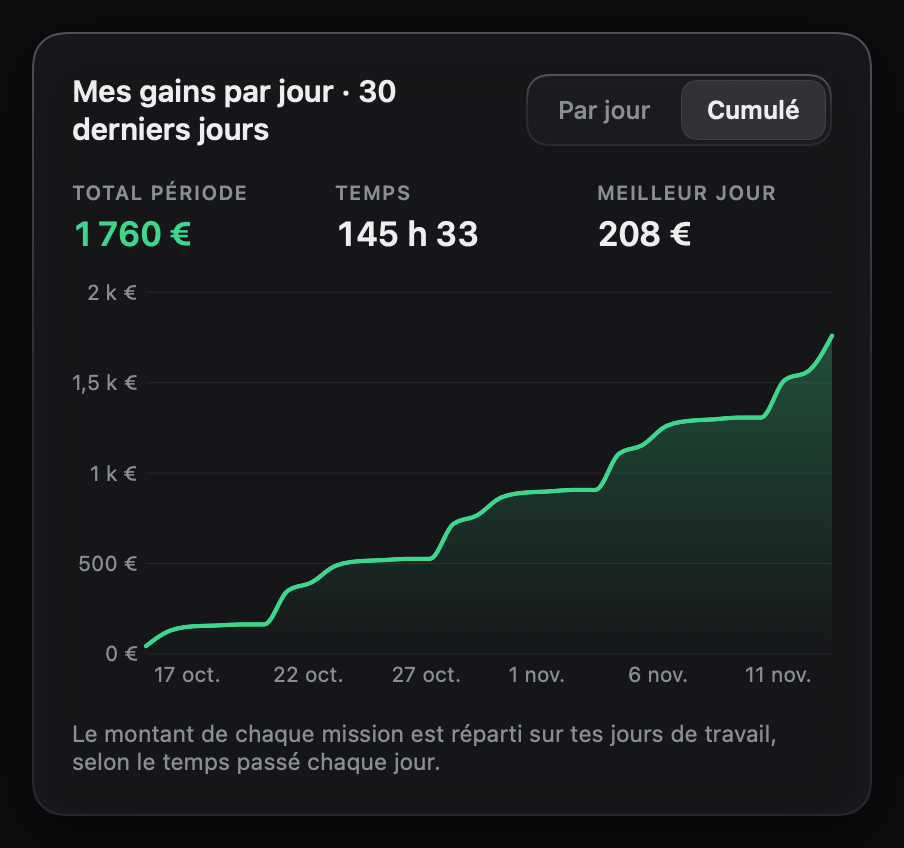 Mes gains par jour · 30
derniers jours
Par jour
Cumulé
TOTAL PÉRIODE
TEMPS
MEILLEUR JOUR
1 760 €
145 h 33
208 €
2 k €
1,5 k €
1 k €
500 €
0 €
17 oct.
22 oct.
27 oct.
1 nov.
6 nov.
11 nov.
Le montant de chaque mission est réparti sur tes jours de travail,
selon le temps passé chaque jour.